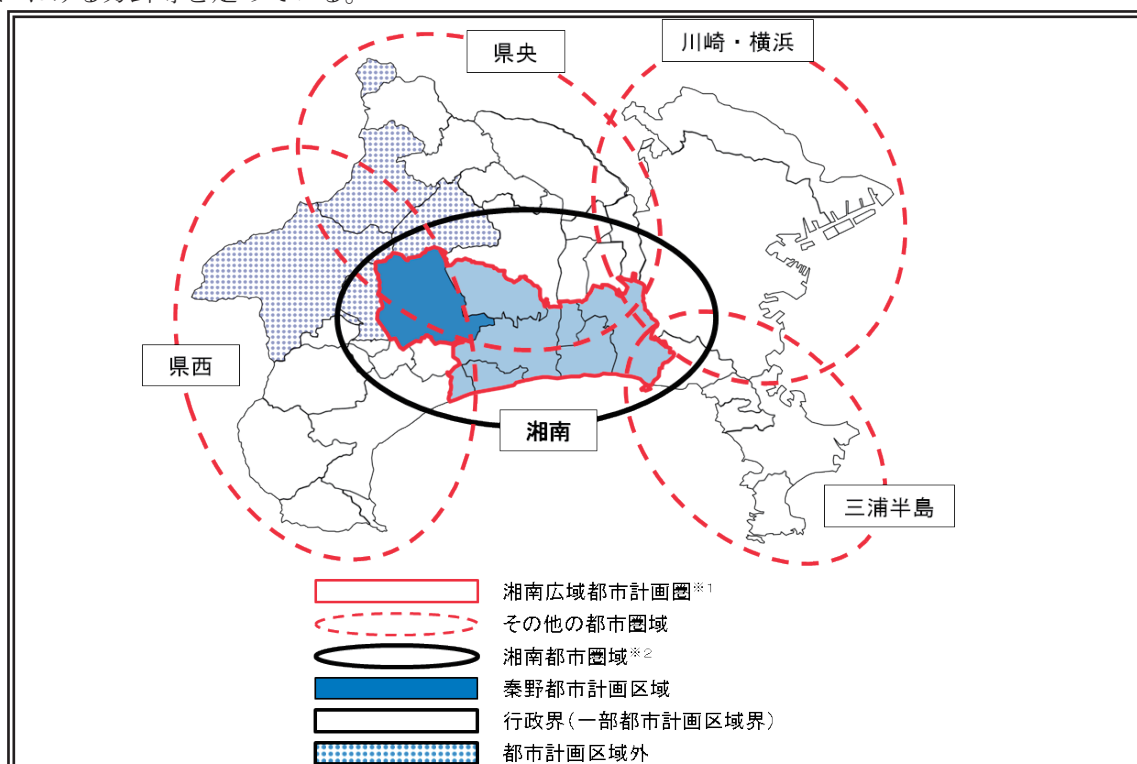 県央
川崎・横浜
県西
湘南
三浦半島
湘南広域都市計画圏※1
その他の都市圏域
湘南都市圏域※2
秦野都市計画区域
行政界(一部都市計画区域界)
都市計画区域外